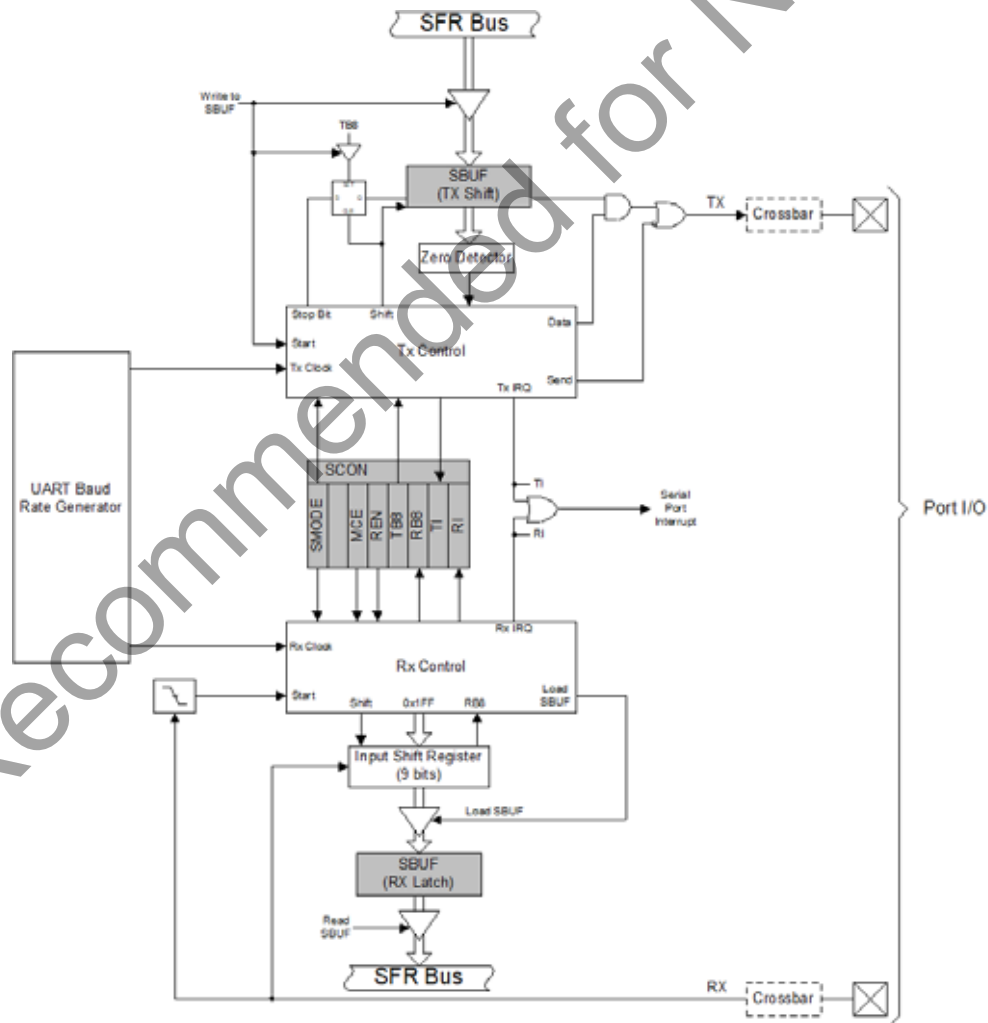 SFR Bus
Write to
SBUF
TB8
SBUF
(TX Shift)
TX
Crossbar
Zero Detector
Stop Bit
Shift
Data
Start
Tx Control
Tx Clock
Send
Tx IRQ
UART Baud
Rate Generator
SCON
SMODE
MCE
REN
TB8
RB8
TI
RI
TI
Serial
Port
Interrupt
RI
Port I/O
Rx IRQ
Rx Clock
Rx Control
Start
Load
SBUF
Shift
0x1FF
RB8
Input Shift Register
(9 bits)
Load SBUF
SBUF
(RX Latch)
Read
SBUF
SFR Bus
RX
Crossbar
Recommended for N